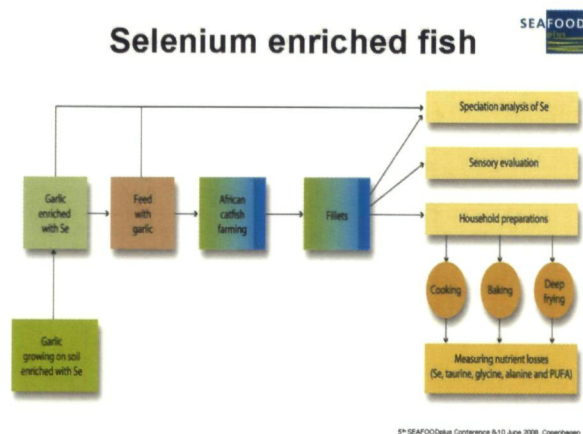 Selenium enriched fish
SEAFOOD
plus
Speciation analysis of Se
Sensory evaluation
Garlic
enriched
with Se
Feed
with
garlic
African
catfish
farming
Fillets
Household preparations
Cooking
Baking
Deep
frying
Garlic
growing on soil
enriched with Se
Measuring nutrient losses
(Se, taurine, glycine, alanine and PUFA)
5th SEAFOODplus Conference 8-10 June 2008, Copenhagen